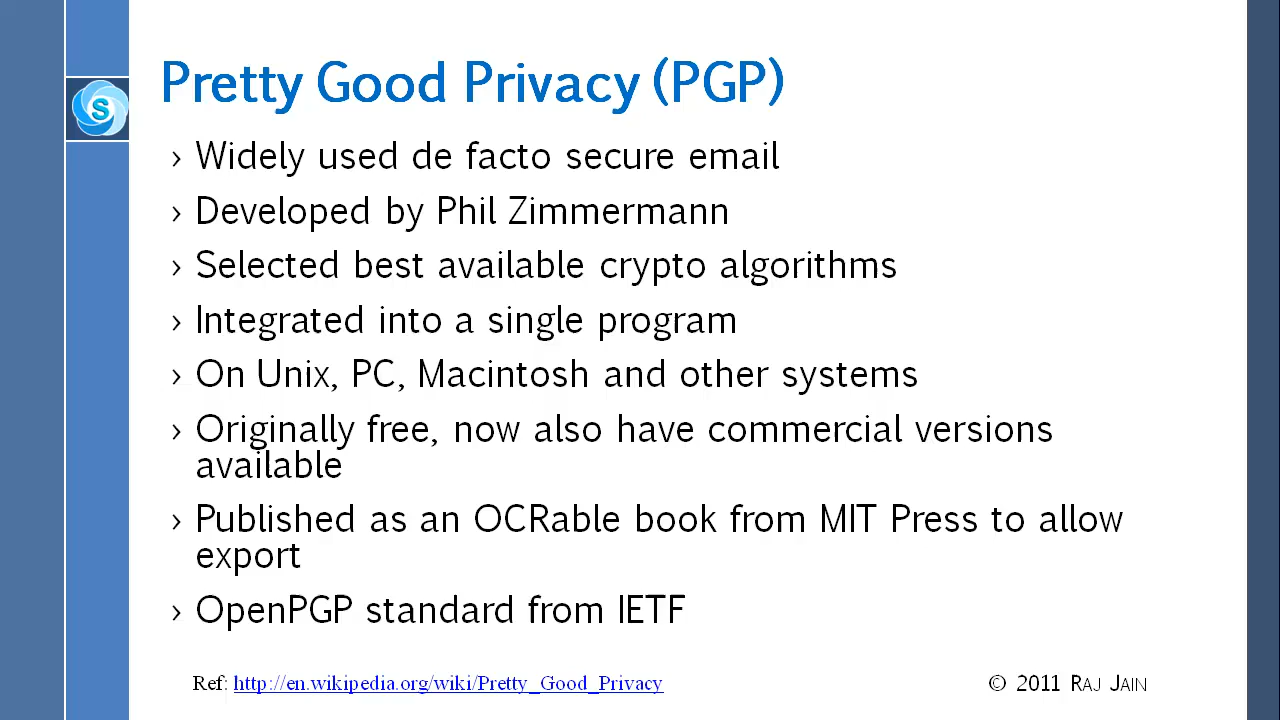 Pretty Good Privacy (PGP)
S
› Widely used de facto secure email
› Developed by Phil Zimmermann
› Selected best available crypto algorithms
› Integrated into a single program
› On Unix, PC, Macintosh and other systems
› Originally free, now also have commercial versions
available
› Published as an OCRable book from MIT Press to allow
export
› OpenPGP standard from IETF
Ref: http://en.wikipedia.org/wiki/Pretty_Good_Privacy
© 2011 RAJ JAIN